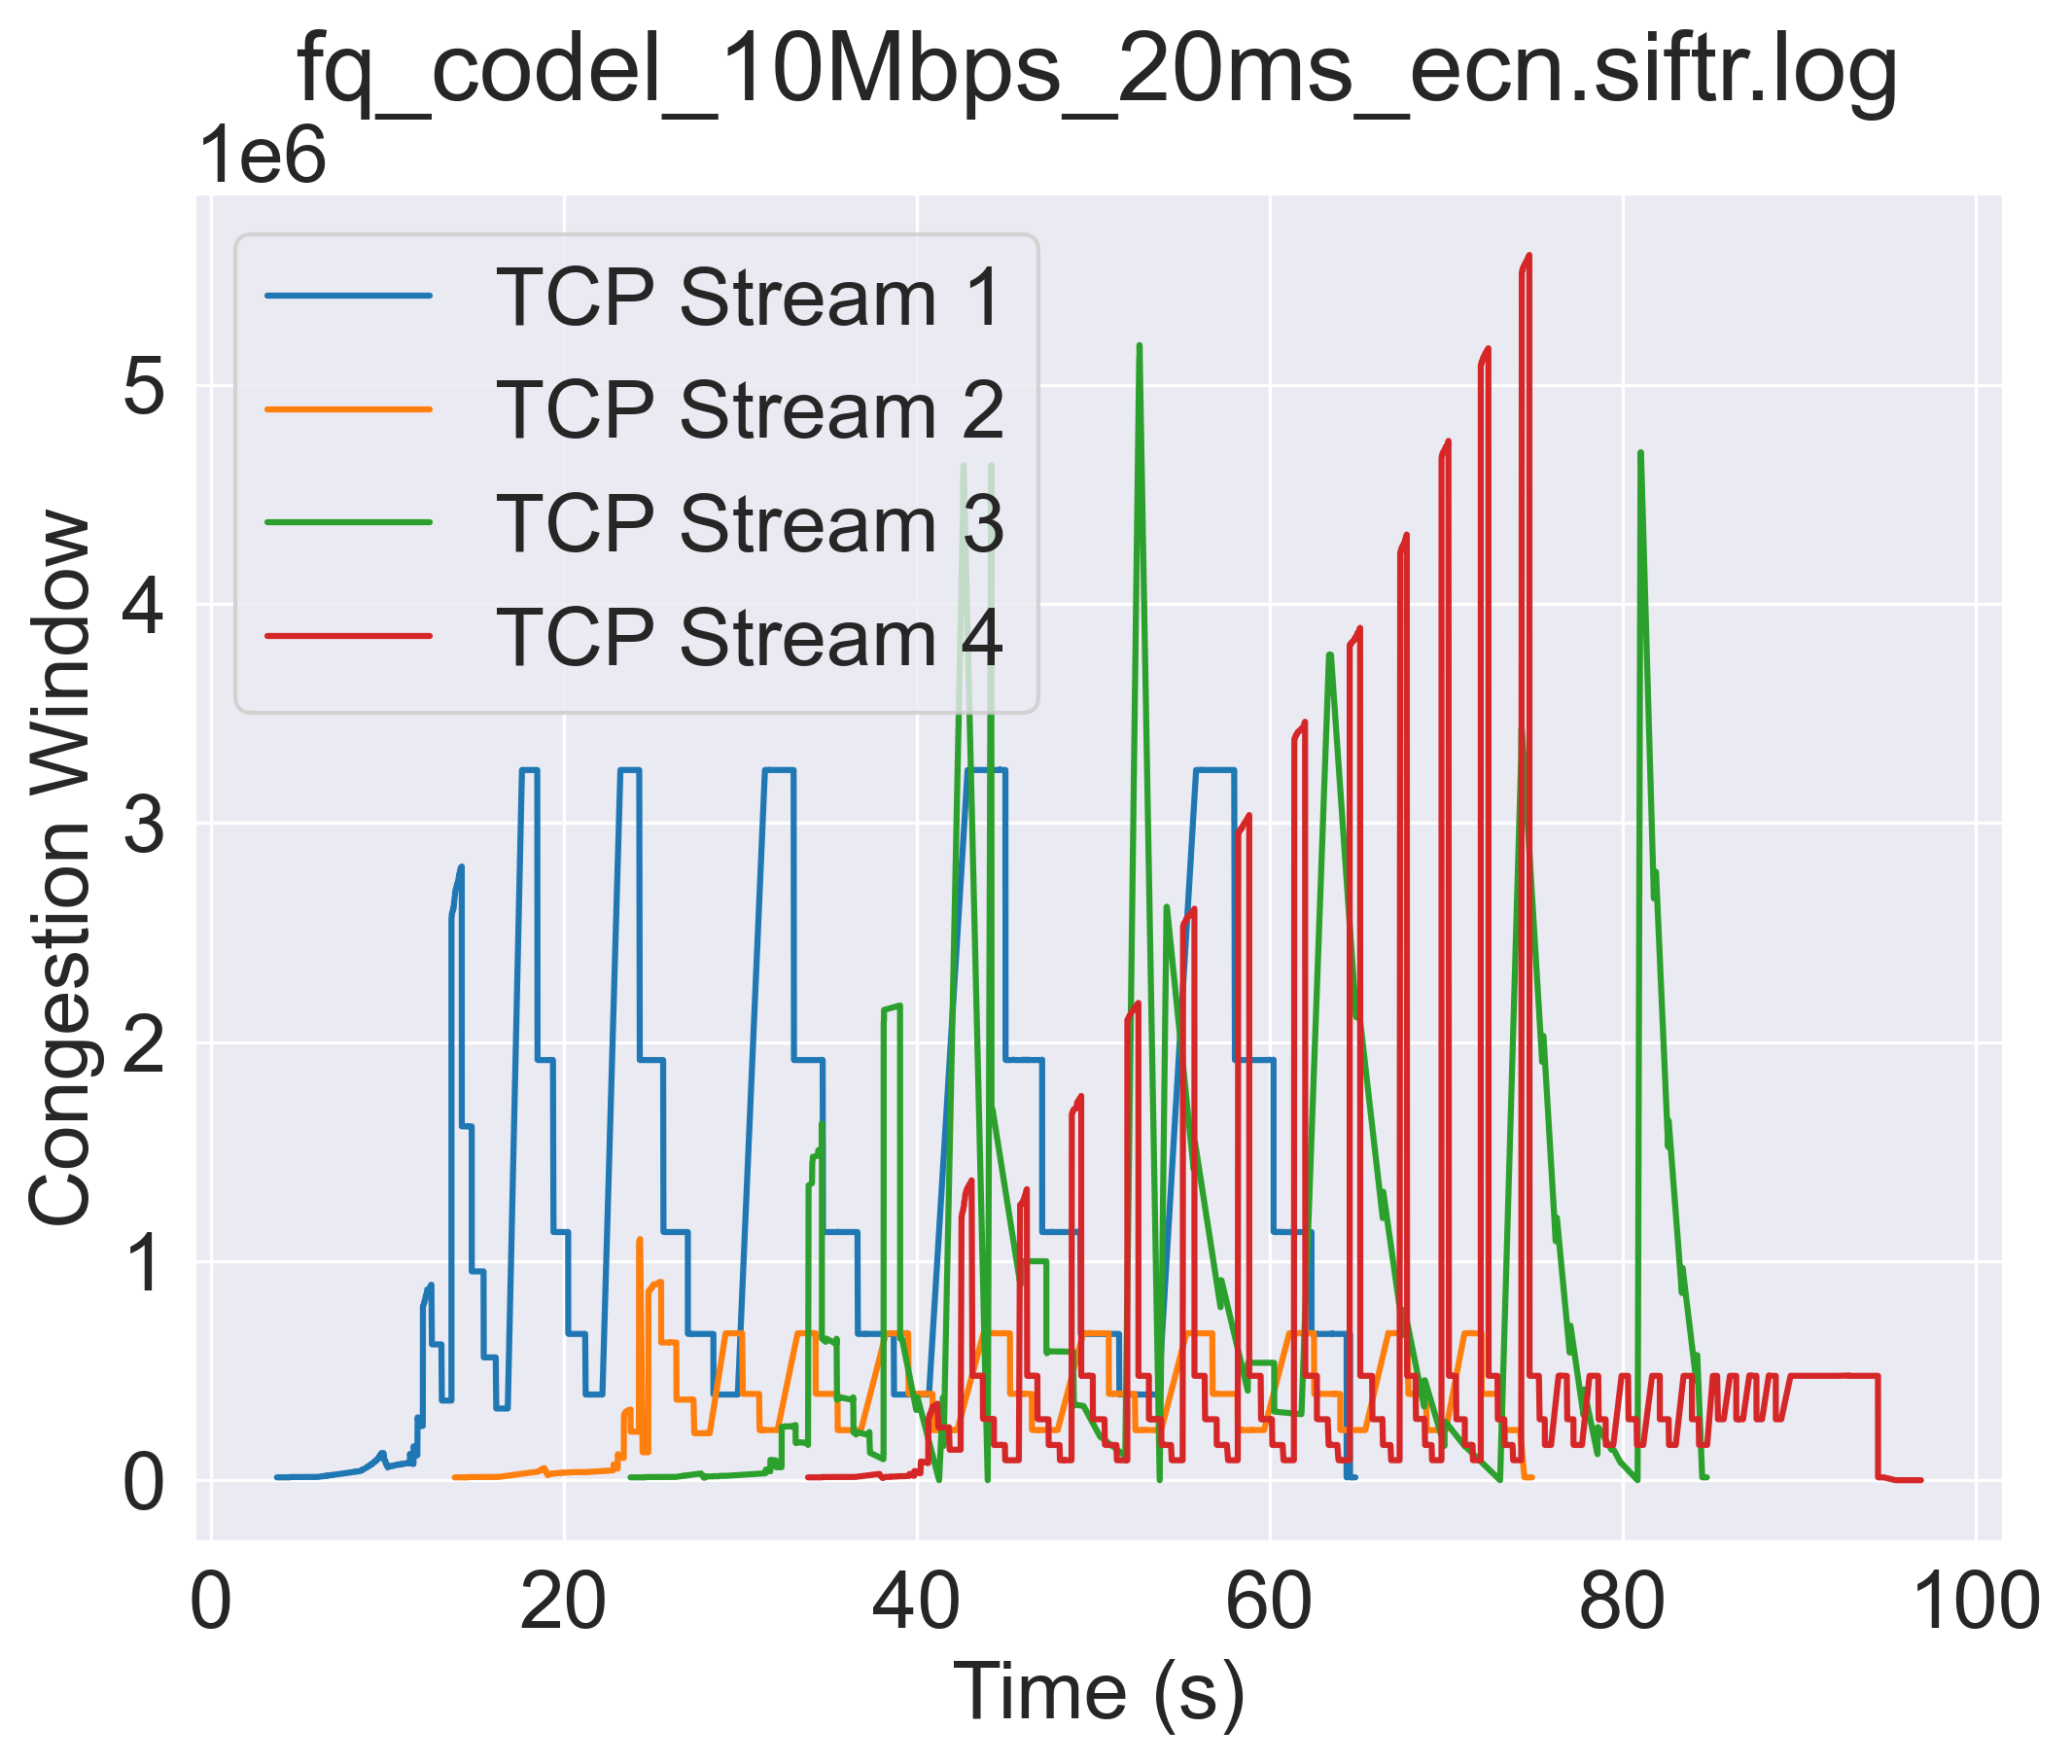 fq_codel_10Mbps_20ms_ecn.siftr.log
1e6
TCP Stream 1
TCP Stream 2
TCP Stream 3
TCP Stream 4
Congestion Window
5
4
3
2
1
0
0 20 40 60 80 100
Time (s)